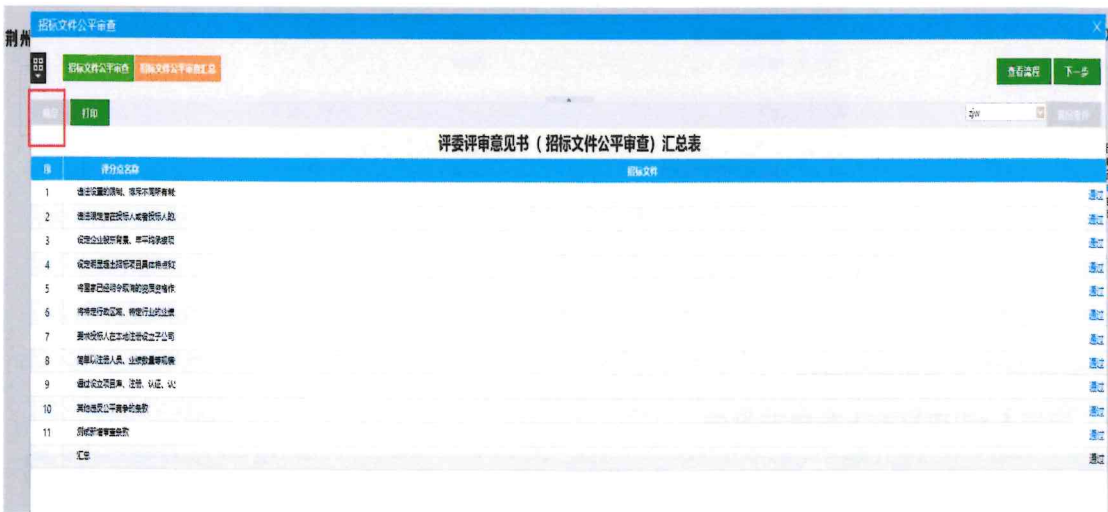 招标文件公平审查
荆州
招标文件公平审查 招标文件公平审查汇总
查看流程 下一步
打印
zjw
评委评审意见书（招标文件公平审查）汇总表
序 评分点名称 招标文件
1 违法设置的限制、排斥不同所有制 通过
2 违法限定潜在投标人或者投标人的 通过
3 设定企业股东背景、年平均承接项 通过
4 设定明显超出招标项目具体特点和 通过
5 将国家已经明令取消的资质资格作 通过
6 将特定行政区域、特定行业的业绩 通过
7 要求投标人在本地注册设立子公司 通过
8 简单以注册人员、业绩数量等规模 通过
9 通过设立项目库、注册、认证、认 通过
10 其他违反公平竞争的条款 通过
11 测试新增审查条款 通过
汇总 通过